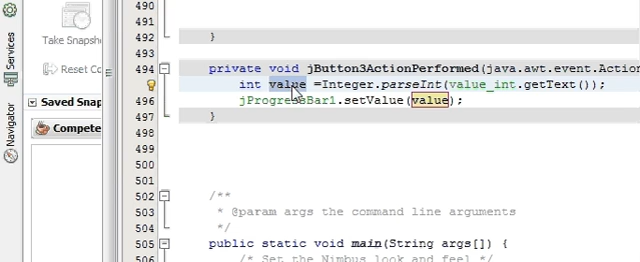 490
491
492 }
493
Services
Take Snapsh
494 private void jButton3ActionPerformed(java.awt.event.Action
Reset Co
495 int value =Integer.parseInt(value_int.getText());
Saved Snap
496 jProgressBar1.setValue(value);
497 }
Navigator
Compete
498
499
500
501
502 /**
503 * @param args the command line arguments
504 */
505 public static void main(String args[]) {
506 /* Set the Nimbus look and feel */